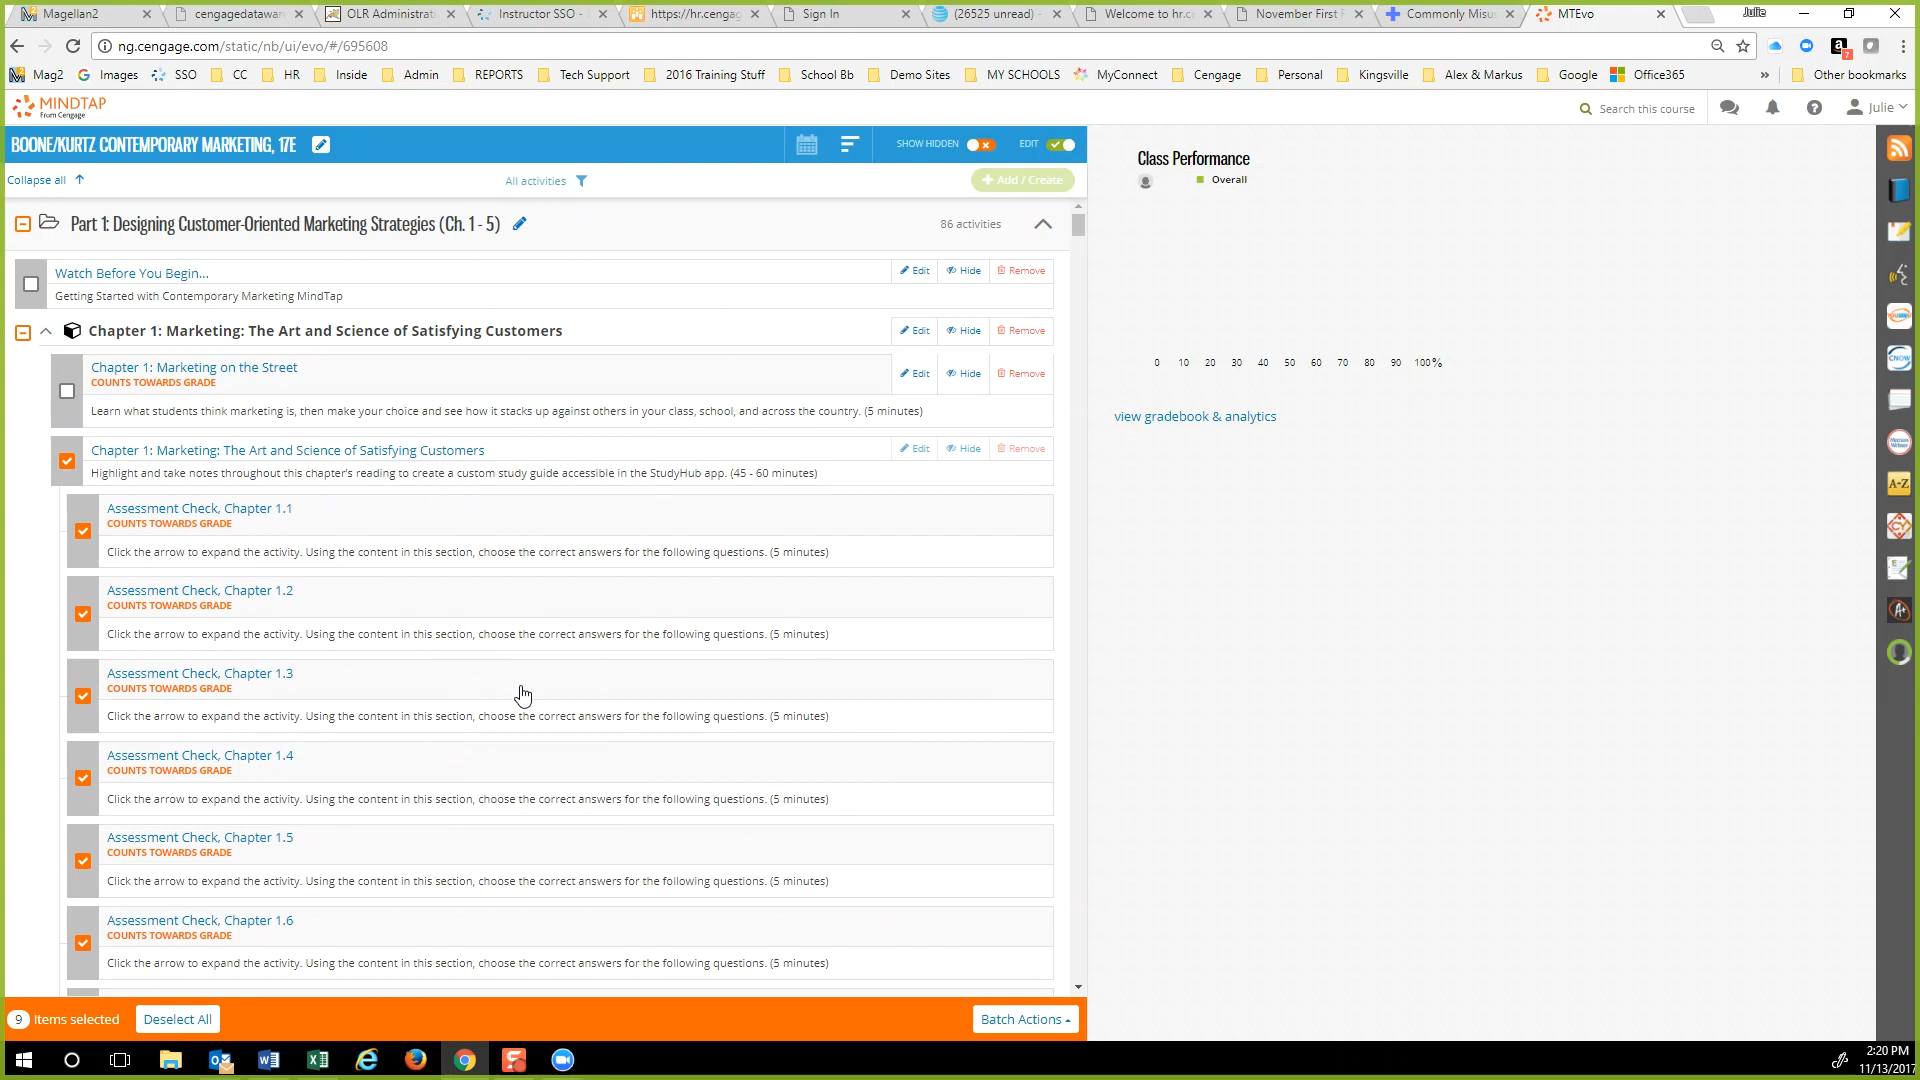 Magellan2
cengagedatawar
OLR Administrat
Instructor SSO -
https://hr.cengag
Sign In
(26525 unread) -
Welcome to hr.c
November First
Commonly Misus
MTEvo
Julie
ng.cengage.com/static/nb/ui/evo/#/695608
Mag2
Images
SSO
CC
HR
Inside
Admin
REPORTS
Tech Support
2016 Training Stuff
School Bb
Demo Sites
MY SCHOOLS
MyConnect
Cengage
Personal
Kingsville
Alex & Markus
Google
Office365
»
Other bookmarks
MINDTAP
From Cengage
Search this course
Julie
BOONE/KURTZ CONTEMPORARY MARKETING, 17E
SHOW HIDDEN
EDIT
Collapse all
All activities
+ Add / Create
Part 1: Designing Customer-Oriented Marketing Strategies (Ch. 1 - 5)
86 activities
Watch Before You Begin...
Edit
Hide
Remove
Getting Started with Contemporary Marketing MindTap
Chapter 1: Marketing: The Art and Science of Satisfying Customers
Edit
Hide
Remove
Chapter 1: Marketing on the Street
COUNTS TOWARDS GRADE
Edit
Hide
Remove
Learn what students think marketing is, then make your choice and see how it stacks up against others in your class, school, and across the country. (5 minutes)
Chapter 1: Marketing: The Art and Science of Satisfying Customers
Edit
Hide
Remove
Highlight and take notes throughout this chapter's reading to create a custom study guide accessible in the StudyHub app. (45 - 60 minutes)
Assessment Check, Chapter 1.1
COUNTS TOWARDS GRADE
Click the arrow to expand the activity. Using the content in this section, choose the correct answers for the following questions. (5 minutes)
Assessment Check, Chapter 1.2
COUNTS TOWARDS GRADE
Click the arrow to expand the activity. Using the content in this section, choose the correct answers for the following questions. (5 minutes)
Assessment Check, Chapter 1.3
COUNTS TOWARDS GRADE
Click the arrow to expand the activity. Using the content in this section, choose the correct answers for the following questions. (5 minutes)
Assessment Check, Chapter 1.4
COUNTS TOWARDS GRADE
Click the arrow to expand the activity. Using the content in this section, choose the correct answers for the following questions. (5 minutes)
Assessment Check, Chapter 1.5
COUNTS TOWARDS GRADE
Click the arrow to expand the activity. Using the content in this section, choose the correct answers for the following questions. (5 minutes)
Assessment Check, Chapter 1.6
COUNTS TOWARDS GRADE
Click the arrow to expand the activity. Using the content in this section, choose the correct answers for the following questions. (5 minutes)
9 Items selected
Deselect All
Batch Actions
Class Performance
Overall
0 10 20 30 40 50 60 70 80 90 100%
view gradebook & analytics
CNOW
A-Z
A+
2:20 PM
11/13/2017